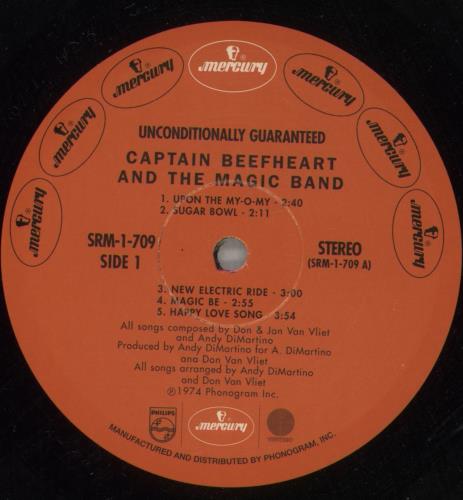 mercury
mercury
mercury
mercury
mercury
mercury
mercury
UNCONDITIONALLY GUARANTEED
CAPTAIN BEEFHEART
AND THE MAGIC BAND
1. UPON THE MY-O-MY - 2:40
2. SUGAR BOWL - 2:11
SRM-1-709
SIDE 1
STEREO
(SRM-1-709 A)
3. NEW ELECTRIC RIDE - 3:00
4. MAGIC BE - 2:55
5. HAPPY LOVE SONG - 3:54
All songs composed by Don & Jan Van Vliet
and Andy DiMartino
Produced by Andy DiMartino for A. DiMartino
ana Don Van Vliet
All songs arranged by Andy DiMartino
and Don Van Vliet
℗1974 Phonogram Inc.
PHILIPS
mercury
VERTIGO
MANUFACTURED AND DISTRIBUTED BY PHONOGRAM, INC.